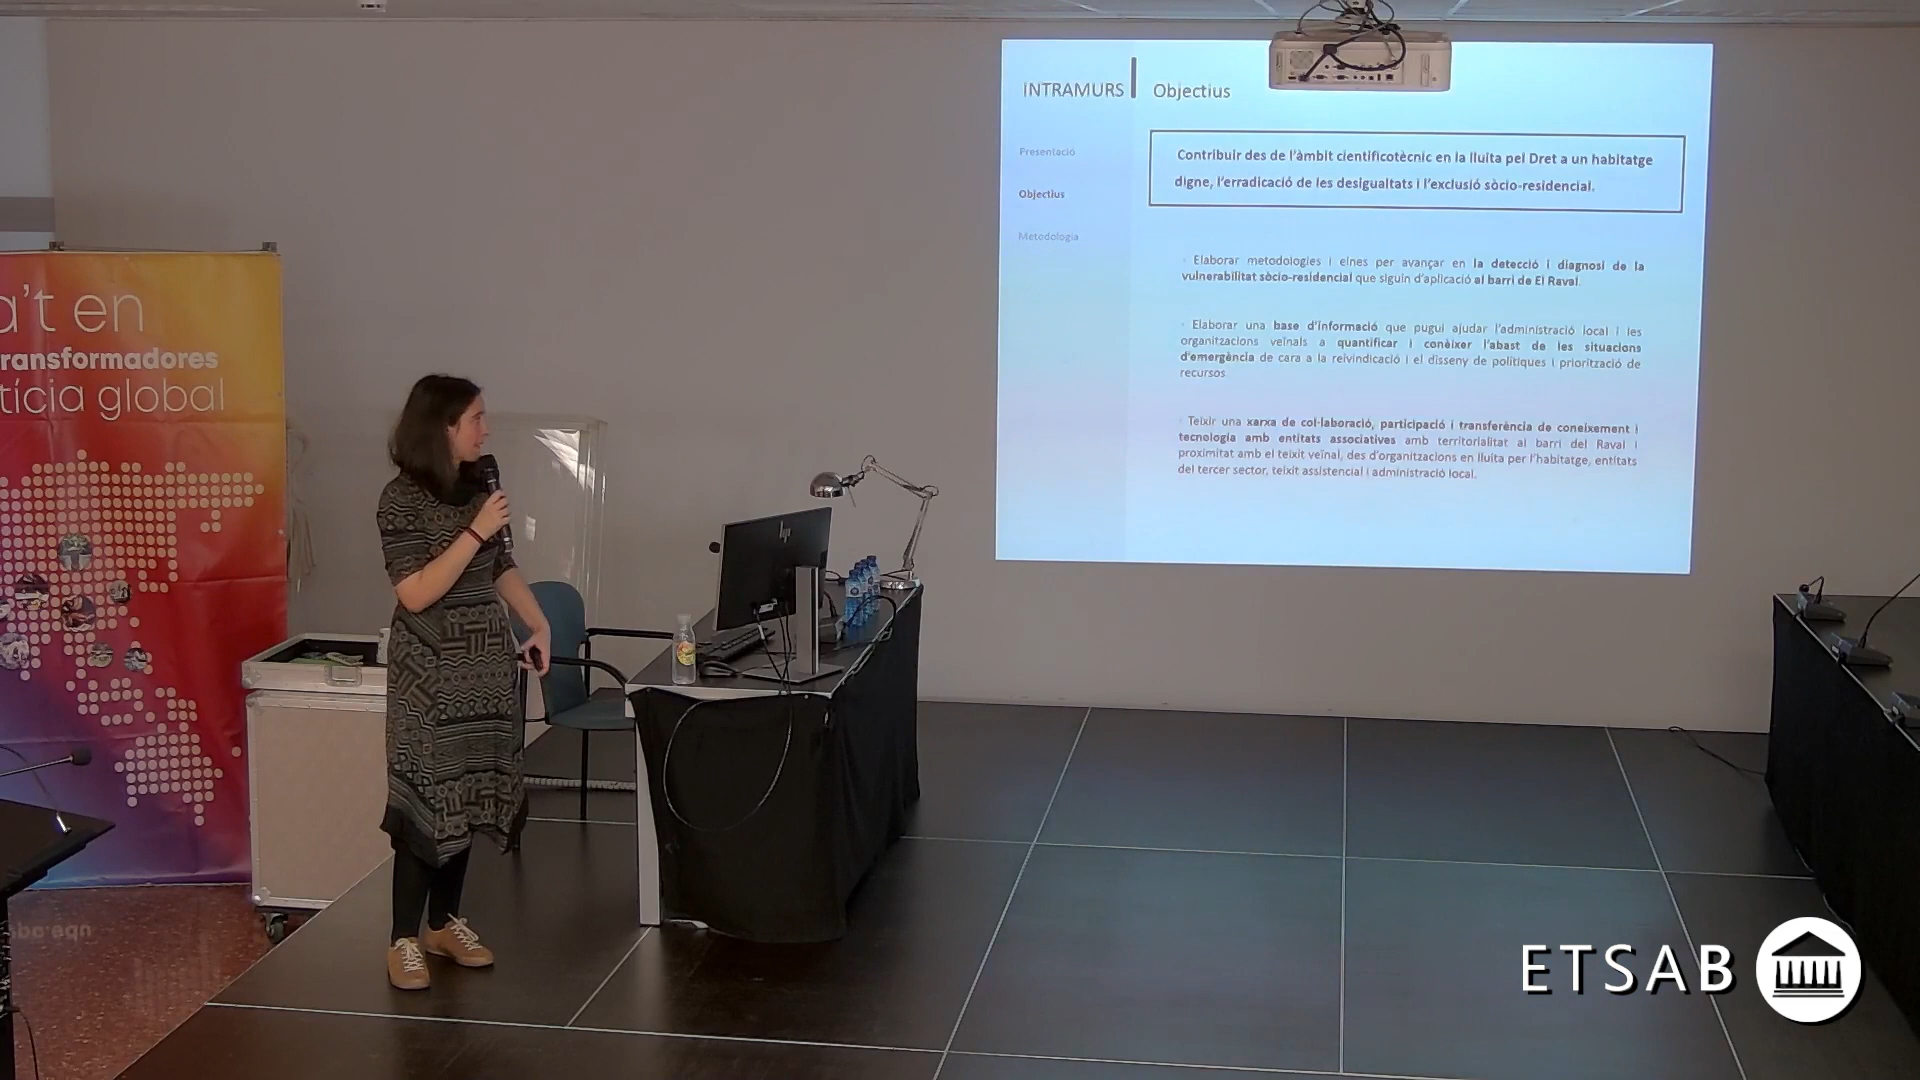 INTRAMURS
Objectius
Presentació
Objectius
Metodologia
Contribuir des de l'àmbit cientificotècnic en la lluita pel Dret a un habitatge
digne, l'erradicació de les desigualtats i l'exclusió sòcio-residencial.
Elaborar metodologies i eines per avançar en la detecció i diagnosi de la
vulnerabilitat sòcio-residencial que siguin d'aplicació al barri de El Raval.
Elaborar una base d'informació que pugui ajudar l'administració local i les
organitzacions veïnals a quantificar i conèixer l'abast de les situacions
d'emergència de cara a la reivindicació i el disseny de polítiques i priorització de
recursos
Teixir una xarxa de col·laboració, participació i transferència de coneixement i
tecnologia amb entitats associatives amb territorialitat al barri del Raval i
proximitat amb el teixit veïnal, des d'organitzacions en lluita per l'habitatge, entitats
del tercer sector, teixit assistencial i administració local.
a't en
ransformadores
tícia global
hp
ETSAB